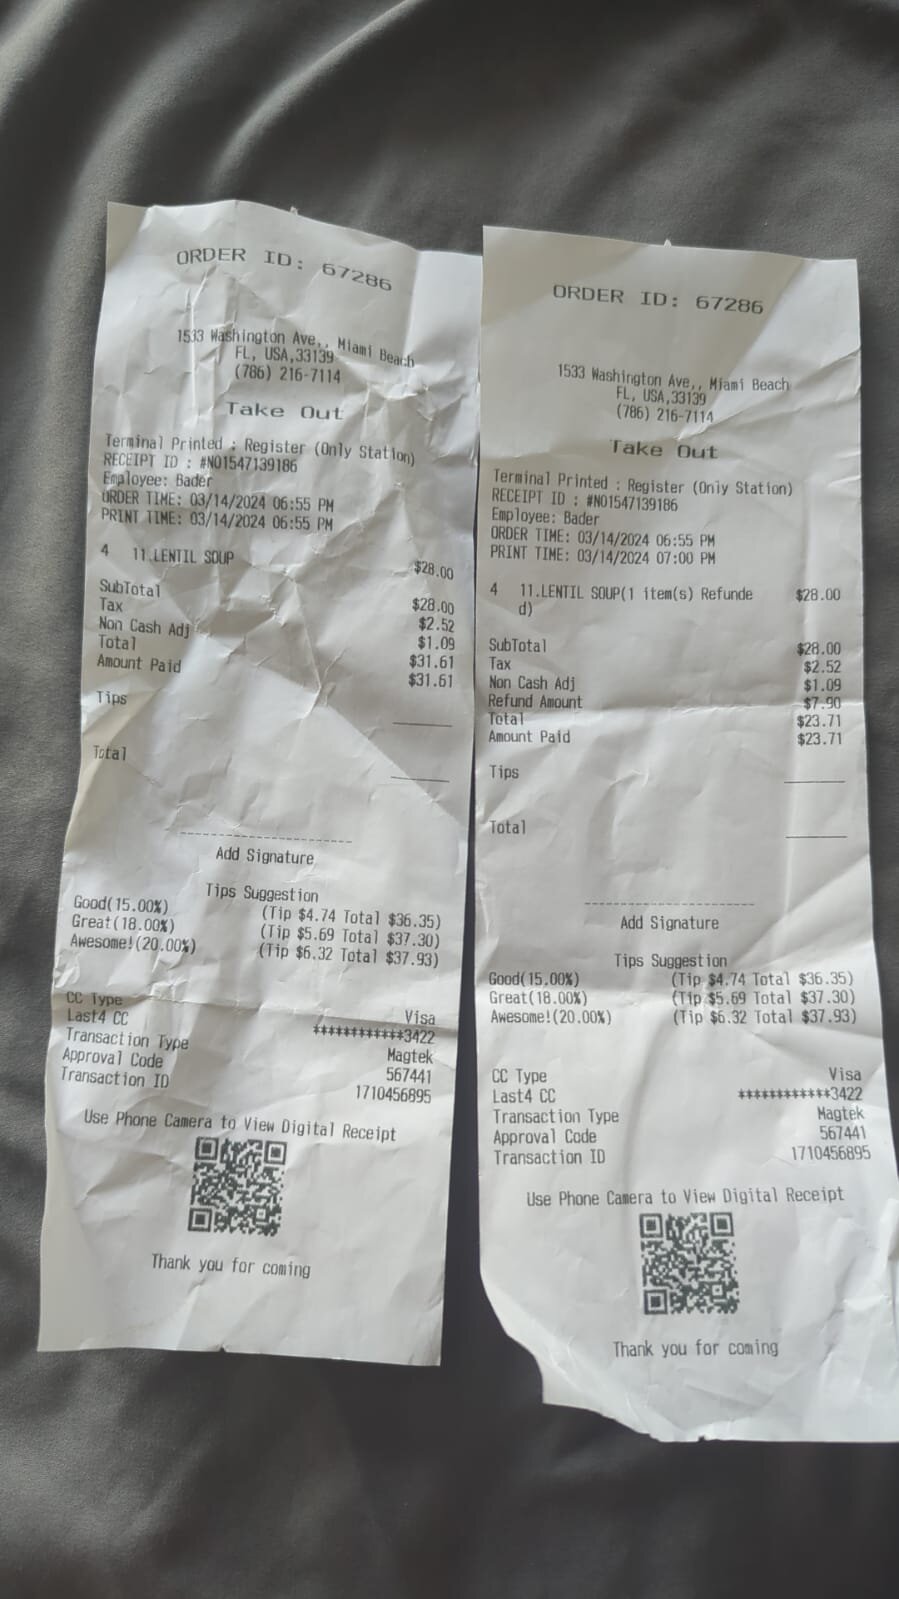 ORDER ID: 67286
1533 Washington Ave,, Miami Beach
FL, USA,33139
(786) 216-7114
Take Out
Terminal Printed : Register (Only Station)
RECEIPT ID : #NO1547139186
Employee: Bader
ORDER TIME: 03/14/2024 06:55 PM
PRINT TIME: 03/14/2024 06:55 PM
4 11.LENTIL SOUP $28.00
SubTotal $28.00
Tax $2.52
Non Cash Adj $1.09
Total $31.61
Amount Paid $31.61
Tips
Total
Add Signature
Tips Suggestion
Good(15.00%) (Tip $4.74 Total $36.35)
Great(18.00%) (Tip $5.69 Total $37.30)
Awesome!(20.00%) (Tip $6.32 Total $37.93)
CC Type Visa
Last4 CC ************3422
Transaction Type Magtek
Approval Code 567441
Transaction ID 1710456895
Use Phone Camera to View Digital Receipt
Thank you for coming
ORDER ID: 67286
1533 Washington Ave,, Miami Beach
FL, USA,33139
(786) 216-7114
Take Out
Terminal Printed : Register (Only Station)
RECEIPT ID : #NO1547139186
Employee: Bader
ORDER TIME: 03/14/2024 06:55 PM
PRINT TIME: 03/14/2024 07:00 PM
4 11.LENTIL SOUP(1 item(s) Refunde $28.00
d)
SubTotal $28.00
Tax $2.52
Non Cash Adj $1.09
Refund Amount $7.90
Total $23.71
Amount Paid $23.71
Tips
Total
Add Signature
Tips Suggestion
Good(15.00%) (Tip $4.74 Total $36.35)
Great(18.00%) (Tip $5.69 Total $37.30)
Awesome!(20.00%) (Tip $6.32 Total $37.93)
CC Type Visa
Last4 CC ************3422
Transaction Type Magtek
Approval Code 567441
Transaction ID 1710456895
Use Phone Camera to View Digital Receipt
Thank you for coming